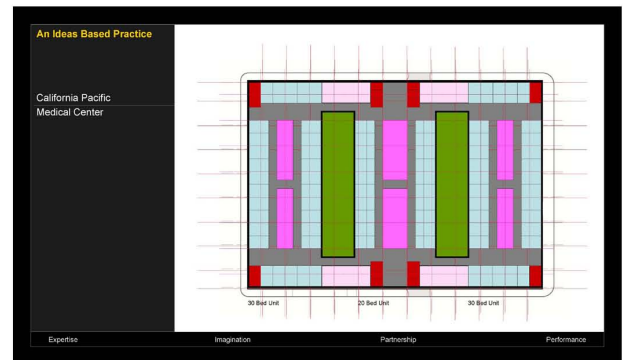 An Ideas Based Practice
California Pacific
Medical Center
30 Bed Unit
20 Bed Unit
30 Bed Unit
Expertise
Imagination
Partnership
Performance